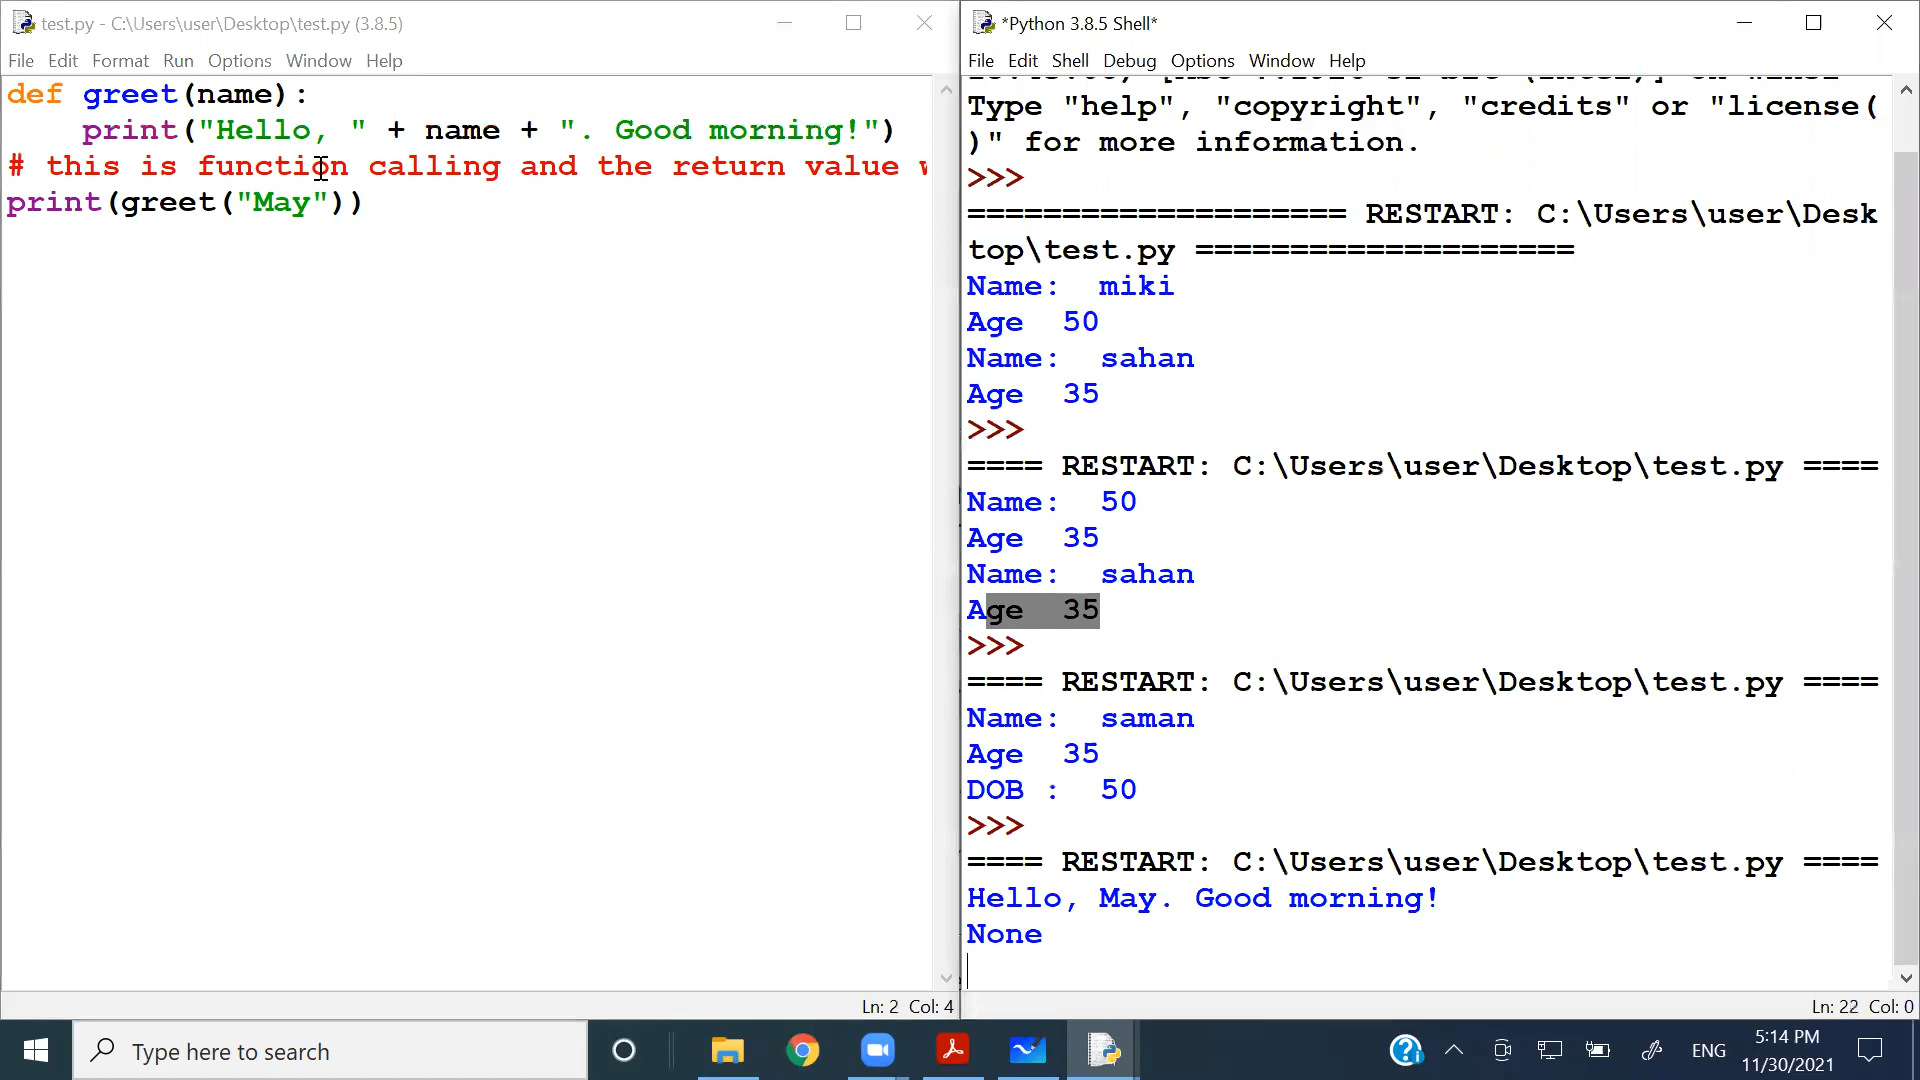 test.py - C:\Users\user\Desktop\test.py (3.8.5)
File Edit Format Run Options Window Help
def greet(name):
    print("Hello, " + name + ". Good morning!")
# this is function calling and the return value
print(greet("May"))
Ln: 2 Col: 4
*Python 3.8.5 Shell*
File Edit Shell Debug Options Window Help
Type "help", "copyright", "credits" or "license(
)" for more information.
>>>
==================== RESTART: C:\Users\user\Desk
top\test.py ====================
Name:  miki
Age  50
Name:  sahan
Age  35
>>>
==== RESTART: C:\Users\user\Desktop\test.py ====
Name:  50
Age  35
Name:  sahan
Age  35
>>>
==== RESTART: C:\Users\user\Desktop\test.py ====
Name:  saman
Age  35
DOB :  50
>>>
==== RESTART: C:\Users\user\Desktop\test.py ====
Hello, May. Good morning!
None
Ln: 22 Col: 0
Type here to search
ENG
5:14 PM
11/30/2021